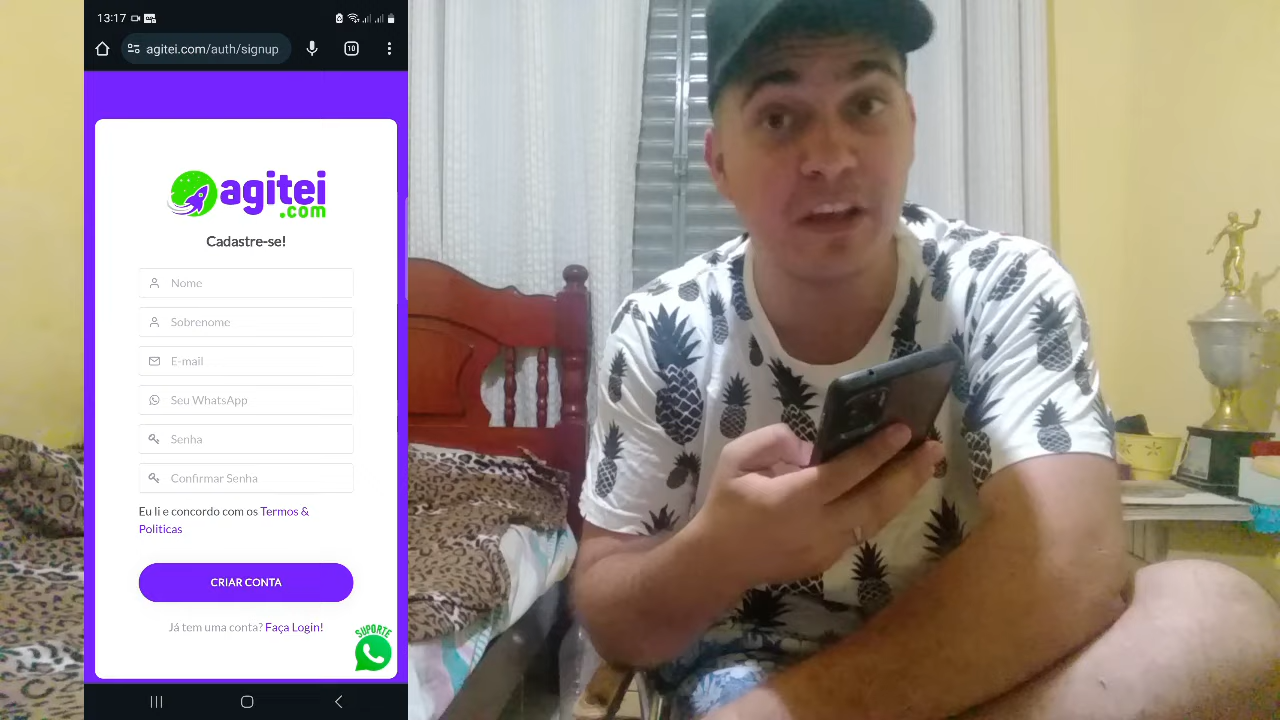 13:17
agitei.com/auth/signup
10
agitei
.com
Cadastre-se!
Nome
Sobrenome
E-mail
Seu WhatsApp
Senha
Confirmar Senha
Eu li e concordo com os Termos &
Politicas
CRIAR CONTA
Já tem uma conta? Faça Login!
SUPORTE